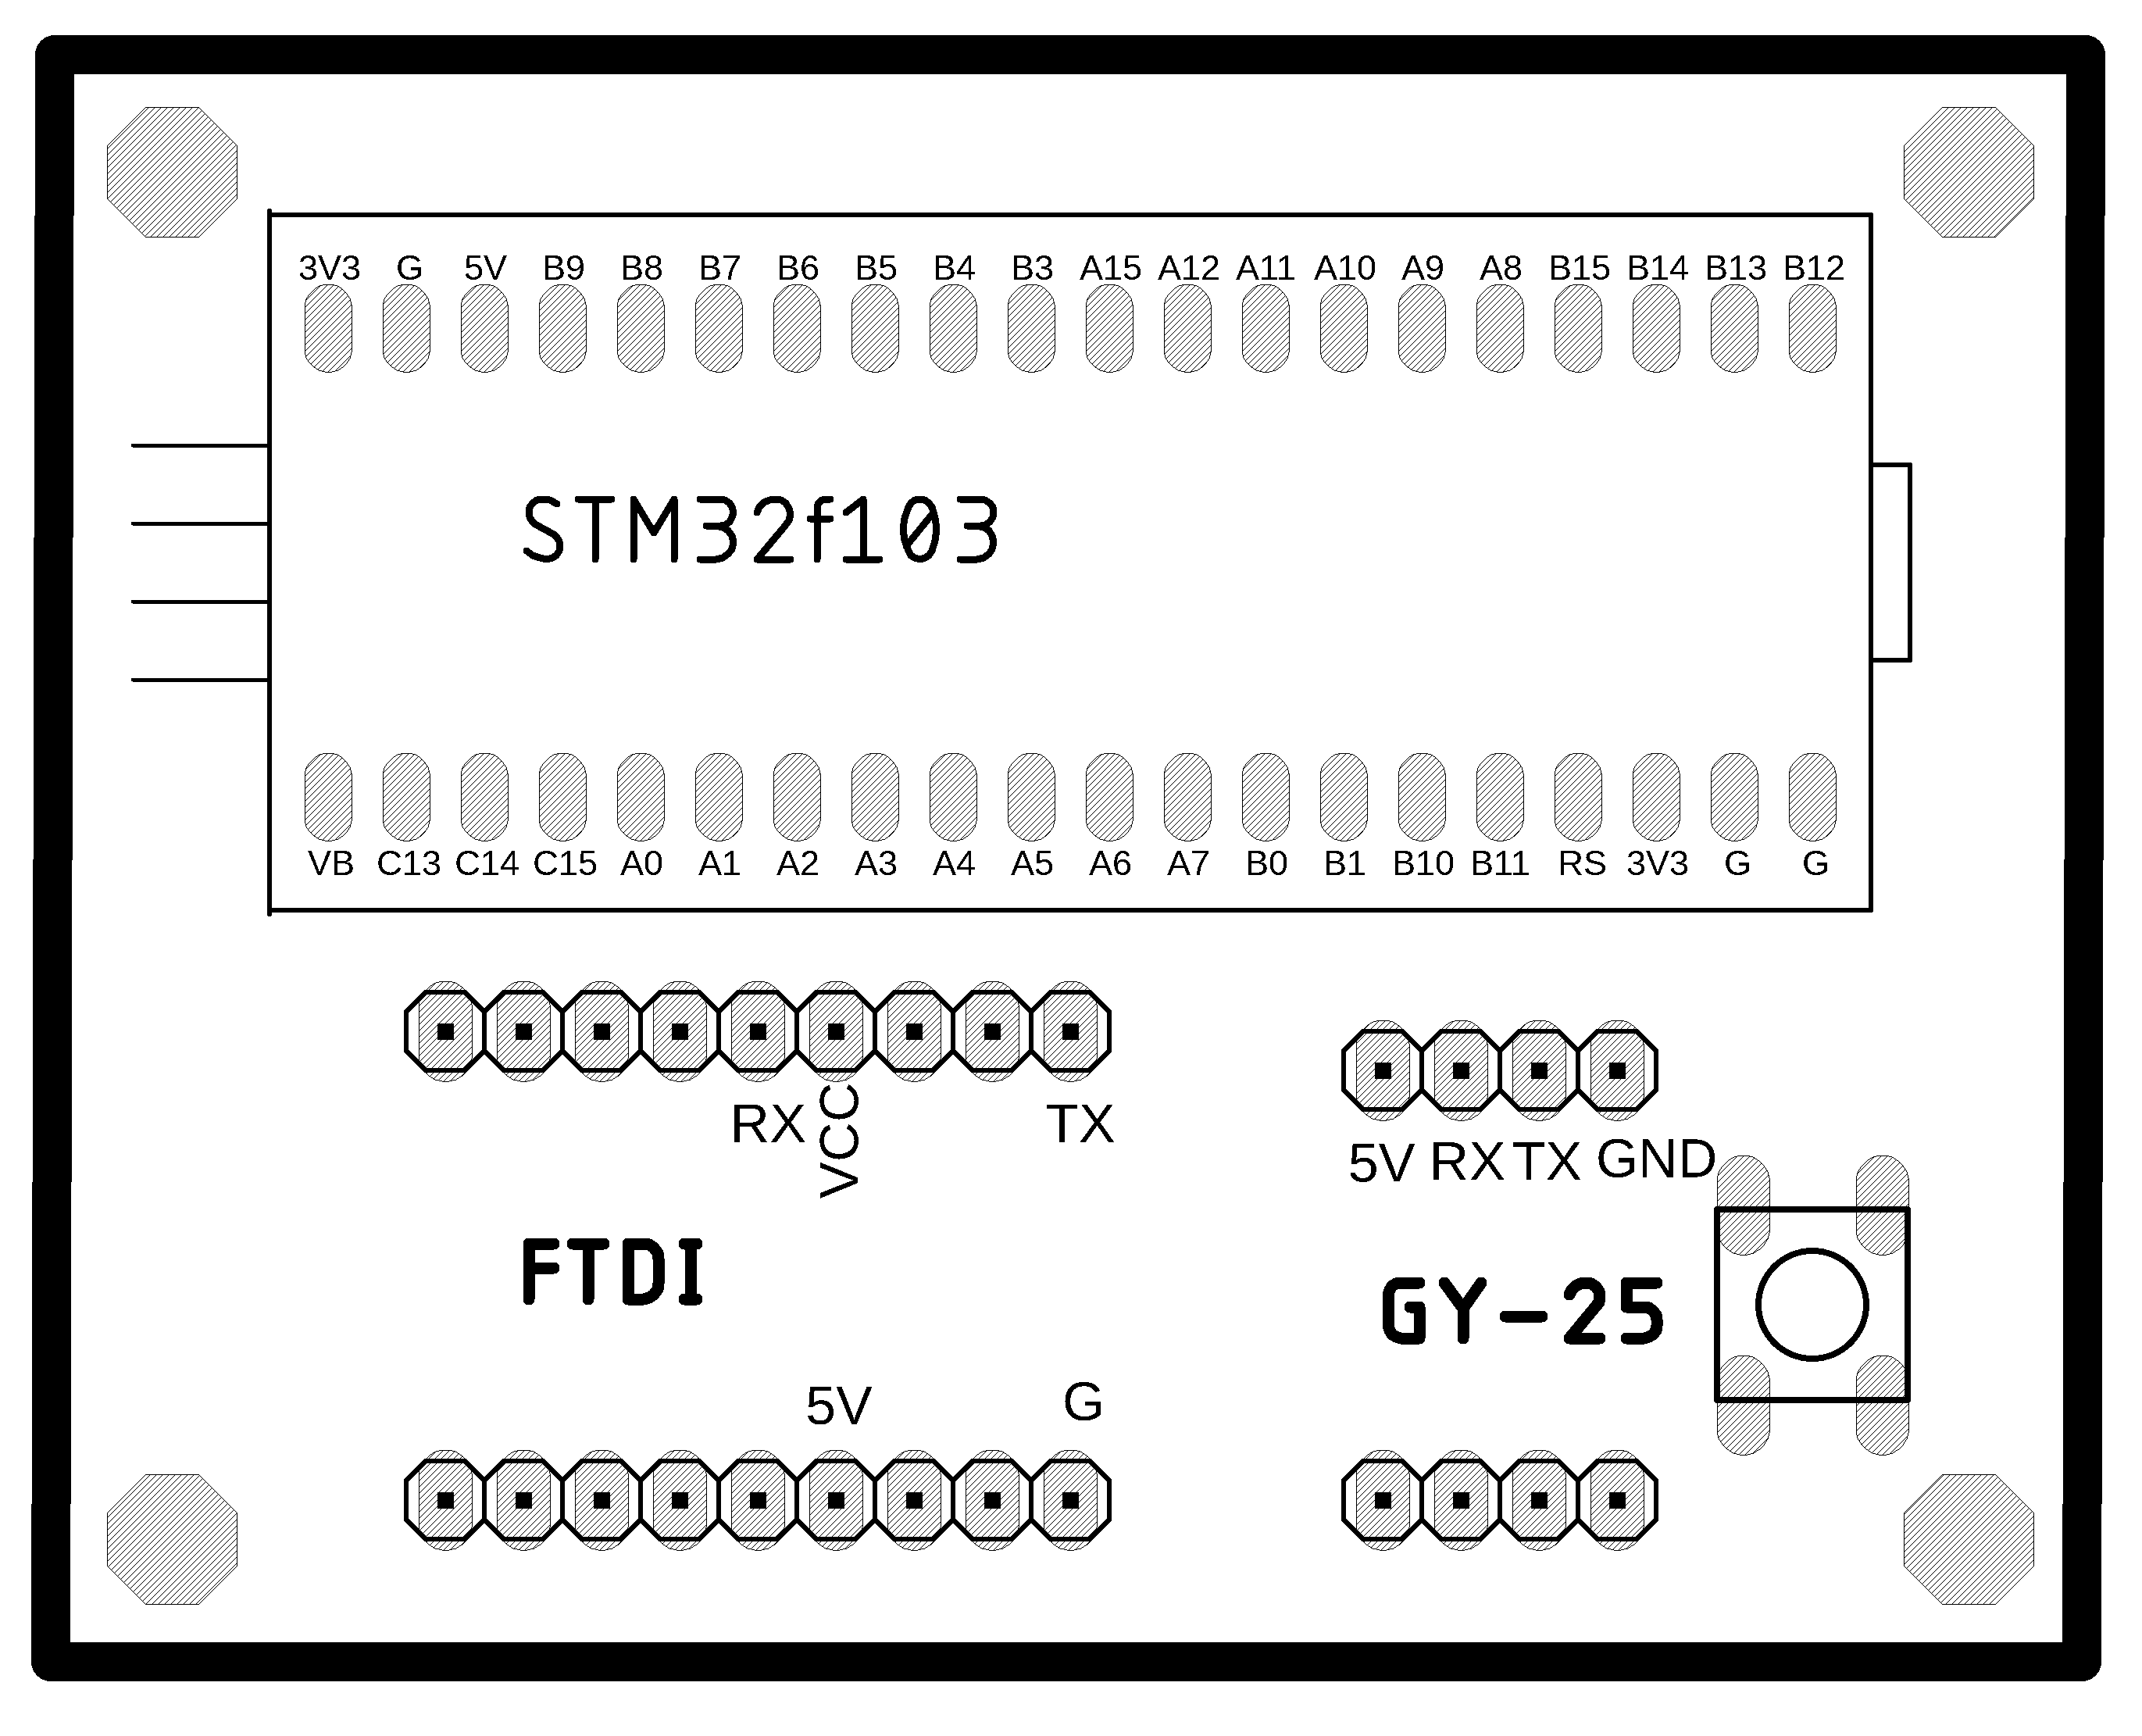 3V3 G 5V B9 B8 B7 B6 B5 B4 B3 A15 A12 A11 A10 A9 A8 B15 B14 B13 B12
STM32f103
VB C13 C14 C15 A0 A1 A2 A3 A4 A5 A6 A7 B0 B1 B10 B11 RS 3V3 G G
RX VCC TX
5V RX TX GND
FTDI
GY-25
5V G